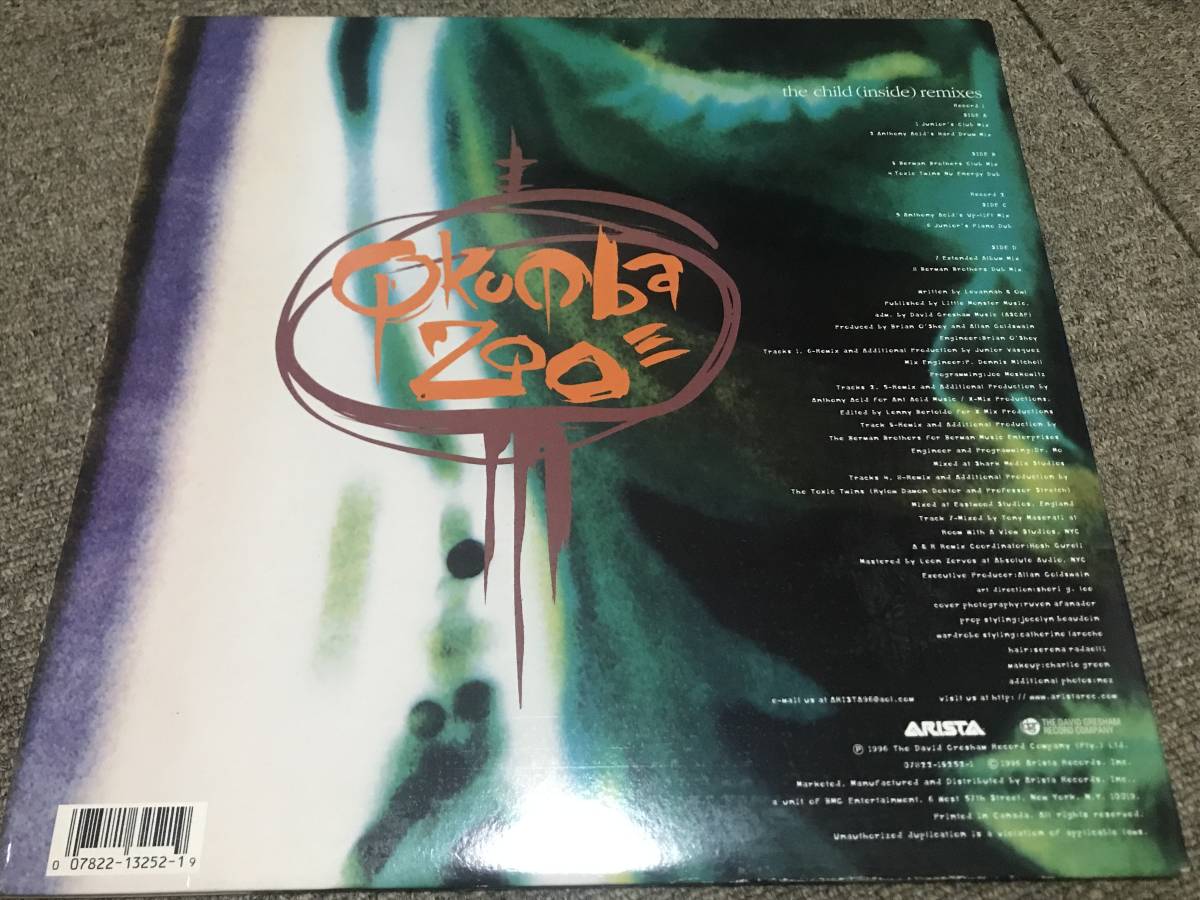 the child (inside) remixes
Record 1
SIDE A
1 Junior's Club Mix
2 Anthony Acid's Hard Drum Mix
SIDE B
3 Berman Brothers Club Mix
4 Toxic Twins Nu Energy Dub
Record 2
SIDE C
5 Anthony Acid's Up-lift Mix
6 Junior's Piano Dub
SIDE D
7 Extended Album Mix
8 Berman Brothers Dub Mix
Written by Levannah & Owl
Published by Little Monster Music,
adm. by David Gresham Music (ASCAP)
Produced by Brian O'Shey and Allan Goldswain
Engineer:Brian O'Shey
Tracks 1, 6-Remix and Additional Production by Junior Vasquez
Mix Engineer:P. Dennis Mitchell
Programming:Joe Moskowitz
Tracks 2, 5-Remix and Additional Production by
Anthony Acid for Ant Acid Music / X-Mix Productions.
Edited by Lenny Bertoldo for X Mix Productions
Track 5-Remix and Additional Production by
The Berman Brothers for Berman Music Enterprises
Engineer and Programming:Dr. Mo
Mixed at Shark Media Studios
Tracks 4, 8-Remix and Additional Production by
The Toxic Twins (Rylow Damon Doktor and Professor Stretch)
Mixed at Eastwood Studios, England
Track 7-Mixed by Tony Maserati at
Room With A View Studios, NYC
A & R Remix Coordinator:Hosh Gureli
Mastered by Leon Zervos at Absolute Audio, NYC
Executive Producer:Allan Goldswain
art direction:sheri g. lee
cover photography:ruven afanador
prop styling:jocelyn beaudoin
wardrobe styling:catherine laroche
hair:serena radaelli
makeup:charlie green
additional photos:mez
e-mail us at ARISTA96@aol.com visit us at http://www.aristarec.com
Qkumba
Zoo
ARISTA
THE DAVID GRESHAM
RECORD COMPANY
℗ 1996 The David Gresham Record Company (Pty.) Ltd.
07822-13252-1 © 1996 Arista Records, Inc.
Marketed, Manufactured and Distributed by Arista Records, Inc.,
a unit of BMG Entertainment, 6 West 57th Street, New York, N.Y. 10019.
Printed in Canada. All rights reserved.
Unauthorized duplication is a violation of applicable laws.
0 07822-13252-1 9